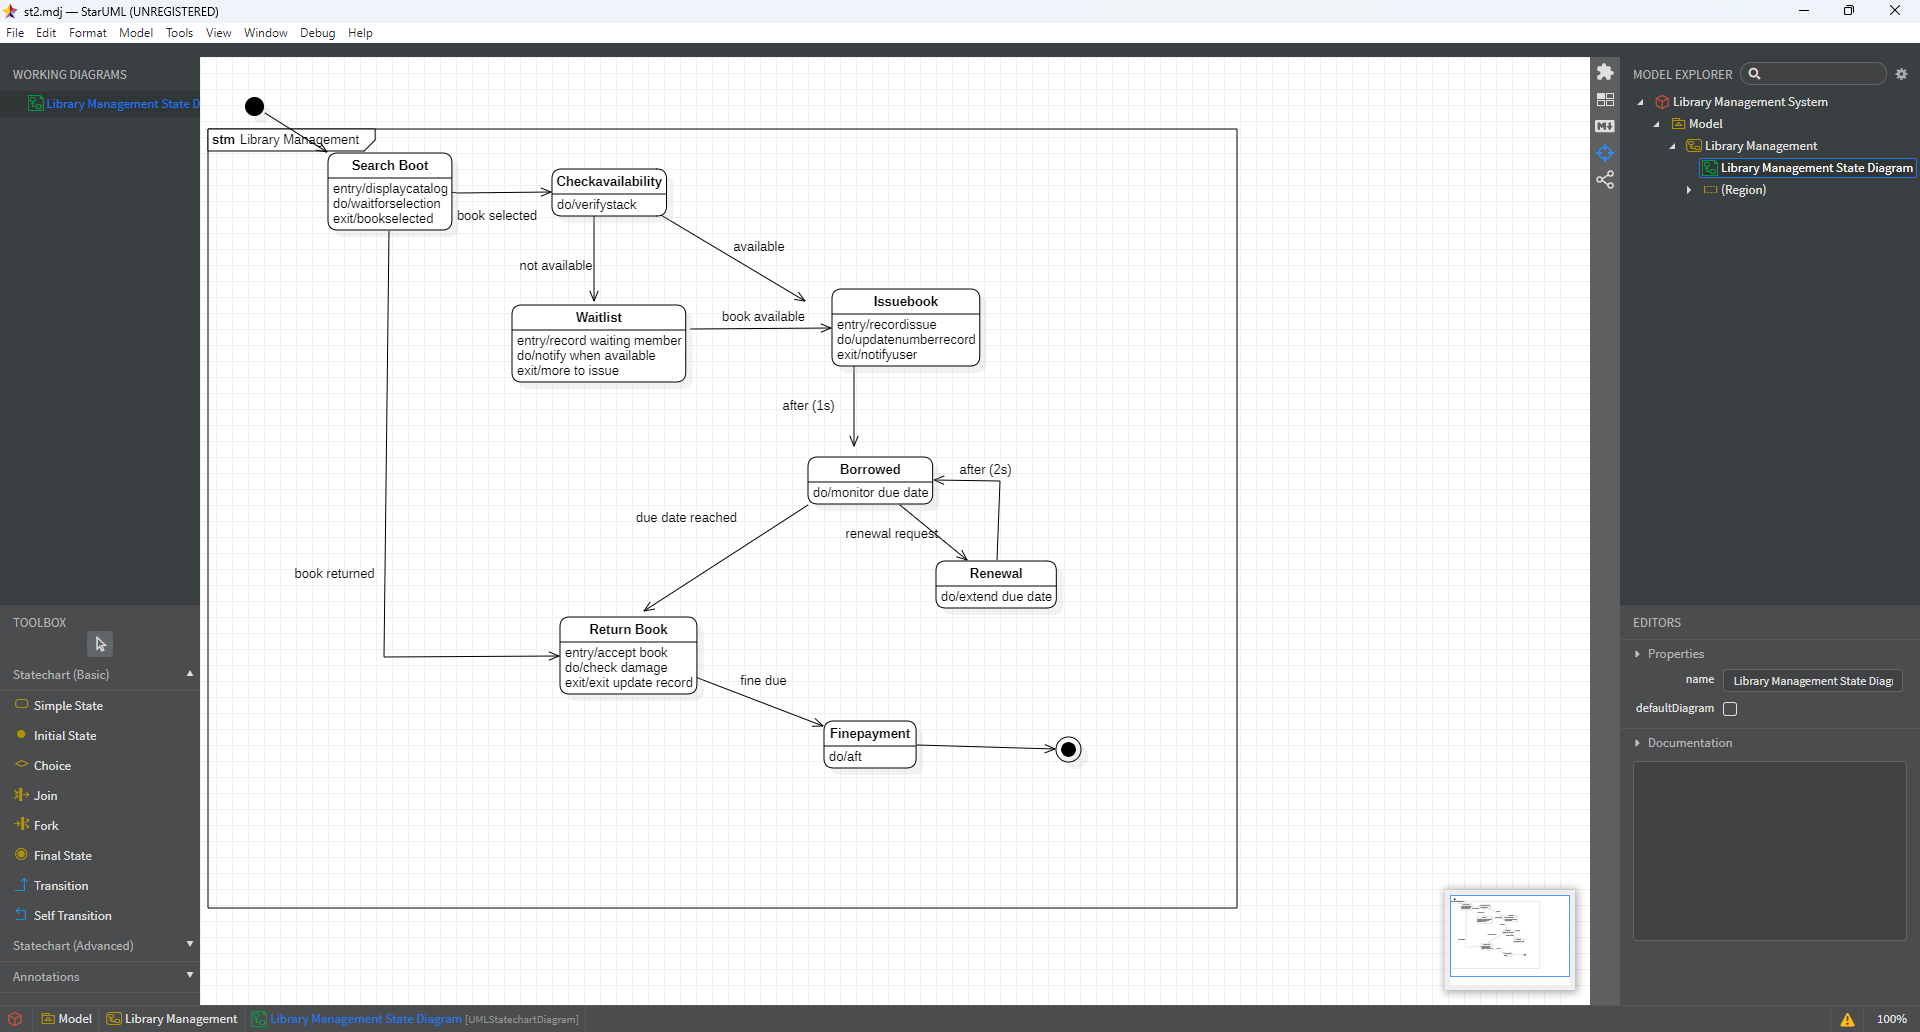 st2.mdj — StarUML (UNREGISTERED)
File Edit Format Model Tools View Window Debug Help
WORKING DIAGRAMS
Library Management State D
TOOLBOX
Statechart (Basic)
Simple State
Initial State
Choice
Join
Fork
Final State
Transition
Self Transition
Statechart (Advanced)
Annotations
stm Library Management
Search Boot
entry/displaycatalog
do/waitforselection
exit/bookselected
book selected
Checkavailability
do/verifystack
available
not available
Waitlist
entry/record waiting member
do/notify when available
exit/more to issue
book available
Issuebook
entry/recordissue
do/updatenumberrecord
exit/notifyuser
after (1s)
Borrowed
do/monitor due date
after (2s)
due date reached
renewal request
Renewal
do/extend due date
book returned
Return Book
entry/accept book
do/check damage
exit/exit update record
fine due
Finepayment
do/aft
MODEL EXPLORER
Library Management System
Model
Library Management
Library Management State Diagram
(Region)
EDITORS
Properties
name Library Management State Diag
defaultDiagram
Documentation
Model Library Management Library Management State Diagram [UMLStatechartDiagram]
100%